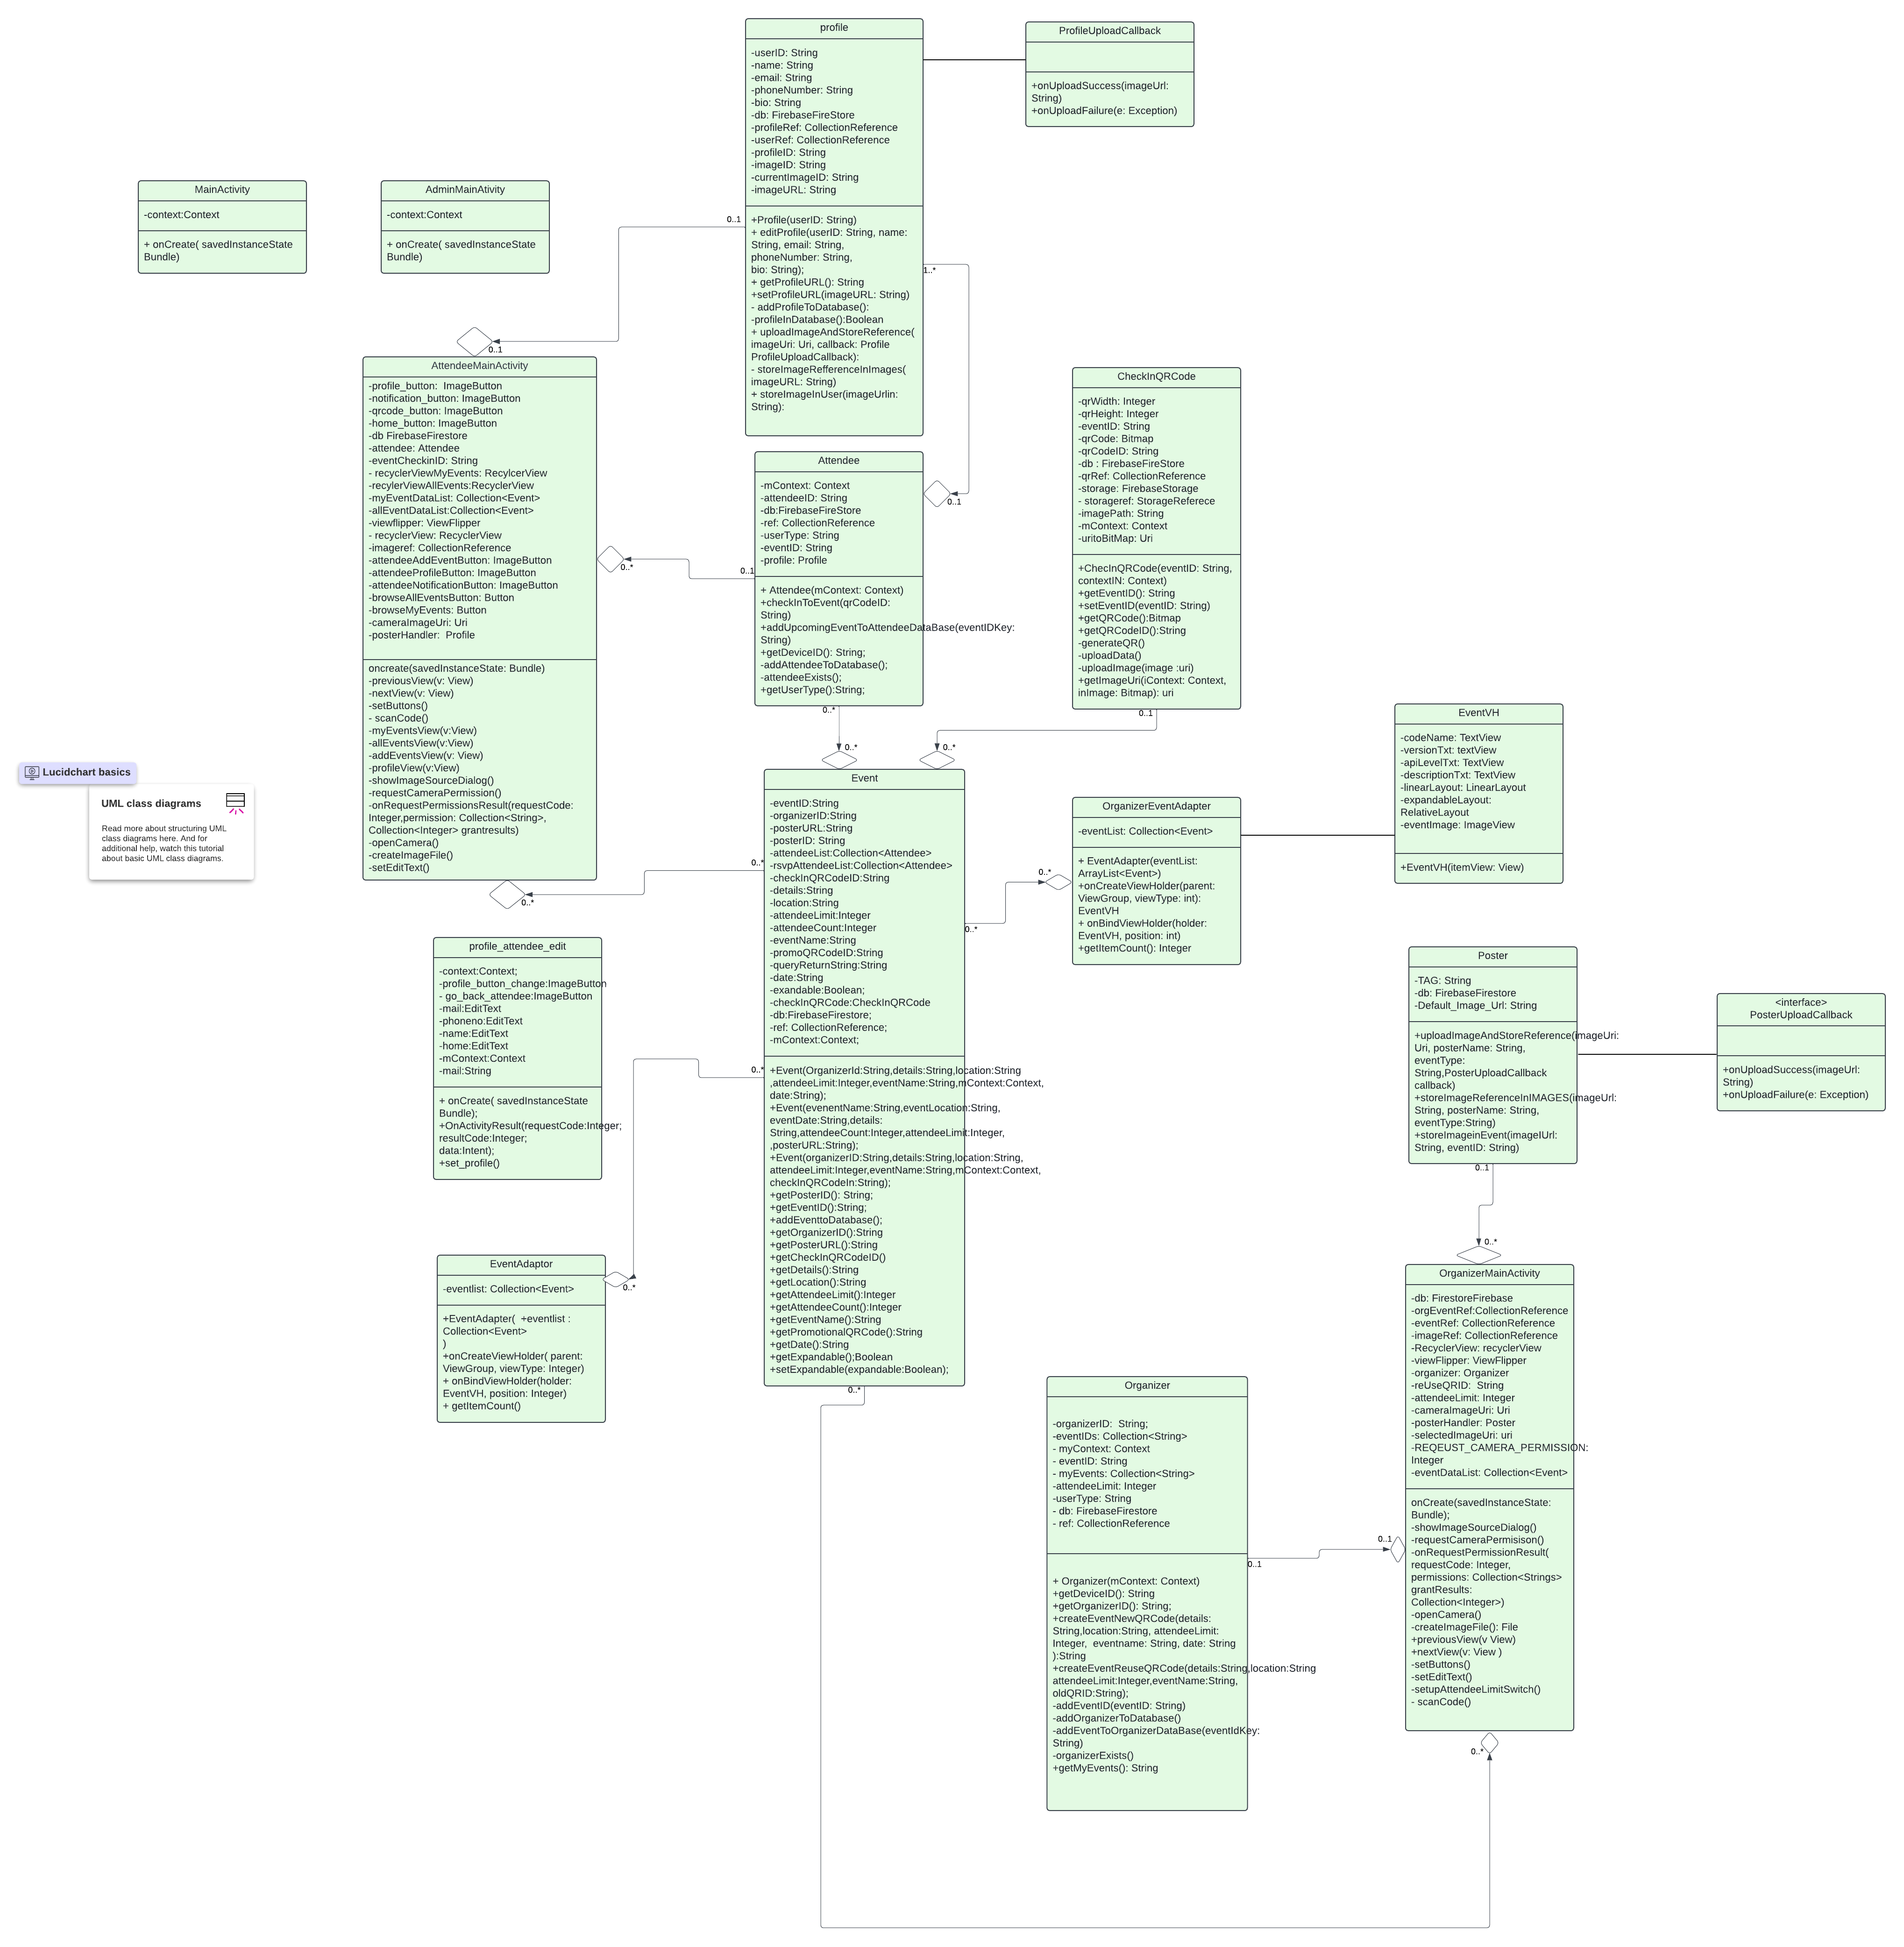 profile
-userID: String
-name: String
-email: String
-phoneNumber: String
-bio: String
-db: FirebaseFireStore
-profileRef: CollectionReference
-userRef: CollectionReference
-profileID: String
-imageID: String
-currentImageID: String
-imageURL: String
+Profile(userID: String)
+ editProfile(userID: String, name:
String, email: String,
phoneNumber: String,
bio: String);
+ getProfileURL(): String
+setProfileURL(imageURL: String)
- addProfileToDatabase():
-profileInDatabase():Boolean
+ uploadImageAndStoreReference(
imageUri: Uri, callback: Profile
ProfileUploadCallback):
- storeImageRefferenceInImages(
imageURL: String)
+ storeImageInUser(imageUrlin:
String):
0..1
1..*
ProfileUploadCallback
+onUploadSuccess(imageUrl:
String)
+onUploadFailure(e: Exception)
MainActivity
-context:Context
+ onCreate( savedInstanceState
Bundle)
AdminMainAtivity
-context:Context
+ onCreate( savedInstanceState
Bundle)
0..1
AttendeeMainActivity
-profile_button:  ImageButton
-notification_button: ImageButton
-qrcode_button: ImageButton
-home_button: ImageButton
-db FirebaseFirestore
-attendee: Attendee
-eventCheckinID: String
- recyclerViewMyEvents: RecylcerView
-recylerViewAllEvents:RecyclerView
-myEventDataList: Collection<Event>
-allEventDataList:Collection<Event>
-viewflipper: ViewFlipper
- recyclerView: RecyclerView
-imageref: CollectionReference
-attendeeAddEventButton: ImageButton
-attendeeProfileButton: ImageButton
-attendeeNotificationButton: ImageButton
-browseAllEventsButton: Button
-browseMyEvents: Button
-cameraImageUri: Uri
-posterHandler:  Profile
oncreate(savedInstanceState: Bundle)
-previousView(v: View)
-nextView(v: View)
-setButtons()
- scanCode()
-myEventsView(v:View)
-allEventsView(v:View)
-addEventsView(v: View)
-profileView(v:View)
-showImageSourceDialog()
-requestCameraPermission()
-onRequestPermissionsResult(requestCode:
Integer,permission: Collection<String>,
Collection<Integer> grantresults)
-openCamera()
-createImageFile()
-setEditText()
0..*
0..*
Attendee
-mContext: Context
-attendeeID: String
-db:FirebaseFireStore
-ref: CollectionReference
-userType: String
-eventID: String
-profile: Profile
+ Attendee(mContext: Context)
+checkInToEvent(qrCodeID:
String)
+addUpcomingEventToAttendeeDataBase(eventIDKey:
String)
+getDeviceID(): String;
-addAttendeeToDatabase();
-attendeeExists();
+getUserType():String;
0..1
0..1
0..*
0..*
CheckInQRCode
-qrWidth: Integer
-qrHeight: Integer
-eventID: String
-qrCode: Bitmap
-qrCodeID: String
-db : FirebaseFireStore
-qrRef: CollectionReference
-storage: FirebaseStorage
- storageref: StorageReferece
-imagePath: String
-mContext: Context
-uritoBitMap: Uri
+ChecInQRCode(eventID: String,
contextIN: Context)
+getEventID(): String
+setEventID(eventID: String)
+getQRCode():Bitmap
+getQRCodeID():String
-generateQR()
-uploadData()
-uploadImage(image :uri)
+getImageUri(iContext: Context,
inImage: Bitmap): uri
0..1
0..*
EventVH
-codeName: TextView
-versionTxt: textView
-apiLevelTxt: TextView
-descriptionTxt: TextView
-linearLayout: LinearLayout
-expandableLayout:
RelativeLayout
-eventImage: ImageView
+EventVH(itemView: View)
Lucidchart basics
UML class diagrams
Read more about structuring UML
class diagrams here. And for
additional help, watch this tutorial
about basic UML class diagrams.
Event
-eventID:String
-organizerID:String
-posterURL:String
-posterID: String
-attendeeList:Collection<Attendee>
-rsvpAttendeeList:Collection<Attendee>
-checkInQRCodeID:String
-details:String
-location:String
-attendeeLimit:Integer
-attendeeCount:Integer
-eventName:String
-promoQRCodeID:String
-queryReturnString:String
-date:String
-exandable:Boolean;
-checkInQRCode:CheckInQRCode
-db:FirebaseFirestore;
-ref: CollectionReference;
-mContext:Context;
+Event(OrganizerId:String,details:String,location:String
,attendeeLimit:Integer,eventName:String,mContext:Context,
date:String);
+Event(evenentName:String,eventLocation:String,
eventDate:String,details:
String,attendeeCount:Integer,attendeeLimit:Integer,
,posterURL:String);
+Event(organizerID:String,details:String,location:String,
attendeeLimit:Integer,eventName:String,mContext:Context,
checkInQRCodeIn:String);
+getPosterID(): String;
+getEventID():String;
+addEventtoDatabase();
+getOrganizerID():String
+getPosterURL():String
+getCheckInQRCodeID()
+getDetails():String
+getLocation():String
+getAttendeeLimit():Integer
+getAttendeeCount():Integer
+getEventName():String
+getPromotionalQRCode():String
+getDate():String
+getExpandable();Boolean
+setExpandable(expandable:Boolean);
0..*
0..*
0..*
0..*
OrganizerEventAdapter
-eventList: Collection<Event>
+ EventAdapter(eventList:
ArrayList<Event>)
+onCreateViewHolder(parent:
ViewGroup, viewType: int):
EventVH
+ onBindViewHolder(holder:
EventVH, position: int)
+getItemCount(): Integer
0..*
profile_attendee_edit
-context:Context;
-profile_button_change:ImageButton
- go_back_attendee:ImageButton
-mail:EditText
-phoneno:EditText
-name:EditText
-home:EditText
-mContext:Context
-mail:String
+ onCreate( savedInstanceState
Bundle);
+OnActivityResult(requestCode:Integer;
resultCode:Integer;
data:Intent);
+set_profile()
Poster
-TAG: String
-db: FirebaseFirestore
-Default_Image_Url: String
+uploadImageAndStoreReference(imageUri:
Uri, posterName: String,
eventType:
String,PosterUploadCallback
callback)
+storeImageReferenceInIMAGES(imageUrl:
String, posterName: String,
eventType:String)
+storeImageinEvent(imageIUrl:
String, eventID: String)
0..1
<interface>
PosterUploadCallback
+onUploadSuccess(imageUrl:
String)
+onUploadFailure(e: Exception)
EventAdaptor
-eventlist: Collection<Event>
+EventAdapter(  +eventlist :
Collection<Event>
)
+onCreateViewHolder( parent:
ViewGroup, viewType: Integer)
+ onBindViewHolder(holder:
EventVH, position: Integer)
+ getItemCount()
0..*
Organizer
-organizerID:  String;
-eventIDs: Collection<String>
- myContext: Context
- eventID: String
- myEvents: Collection<String>
-attendeeLimit: Integer
-userType: String
- db: FirebaseFirestore
- ref: CollectionReference
+ Organizer(mContext: Context)
+getDeviceID(): String
+getOrganizerID(): String;
+createEventNewQRCode(details:
String,location:String, attendeeLimit:
Integer,  eventname: String, date: String
):String
+createEventReuseQRCode(details:String,location:String
attendeeLimit:Integer,eventName:String,
oldQRID:String);
-addEventID(eventID: String)
-addOrganizerToDatabase()
-addEventToOrganizerDataBase(eventIdKey:
String)
-organizerExists()
+getMyEvents(): String
0..1
0..*
OrganizerMainActivity
-db: FirestoreFirebase
-orgEventRef:CollectionReference
-eventRef: CollectionReference
-imageRef: CollectionReference
-RecyclerView: recyclerView
-viewFlipper: ViewFlipper
-organizer: Organizer
-reUseQRID:  String
-attendeeLimit: Integer
-cameraImageUri: Uri
-posterHandler: Poster
-selectedImageUri: uri
-REQEUST_CAMERA_PERMISSION:
Integer
-eventDataList: Collection<Event>
onCreate(savedInstanceState:
Bundle);
-showImageSourceDialog()
-requestCameraPermisison()
-onRequestPermissionResult(
requestCode: Integer,
permissions: Collection<Strings>
grantResults:
Collection<Integer>)
-openCamera()
-createImageFile(): File
+previousView(v View)
+nextView(v: View )
-setButtons()
-setEditText()
-setupAttendeeLimitSwitch()
- scanCode()
0..1
0..*